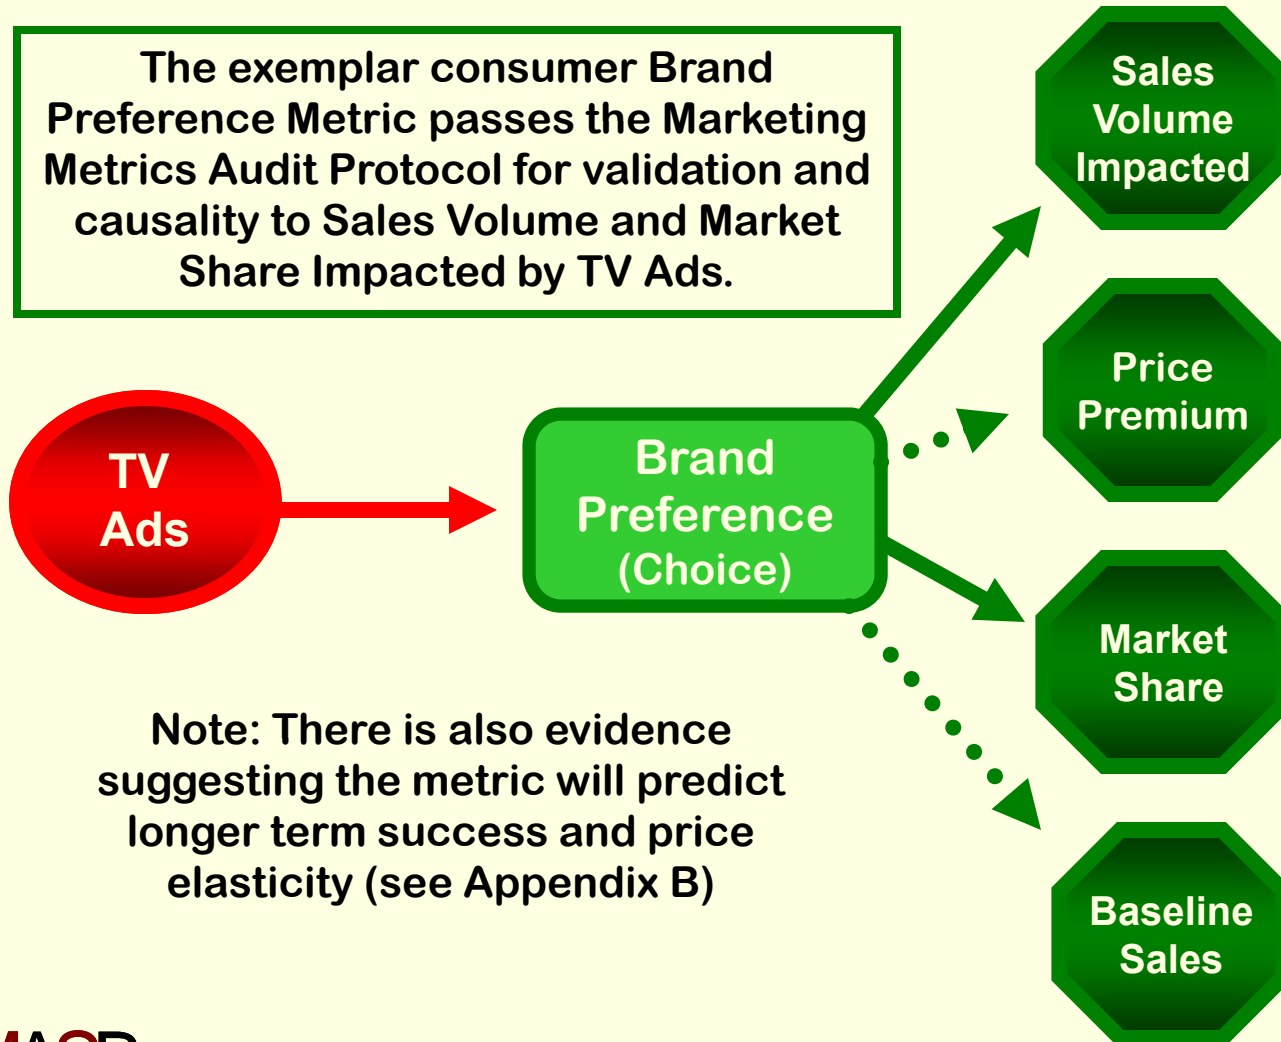 The exemplar consumer Brand
Preference Metric passes the Marketing
Metrics Audit Protocol for validation and
causality to Sales Volume and Market
Share Impacted by TV Ads.
TV
Ads
Brand
Preference
(Choice)
Sales
Volume
Impacted
Price
Premium
Market
Share
Baseline
Sales
Note: There is also evidence
suggesting the metric will predict
longer term success and price
elasticity (see Appendix B)